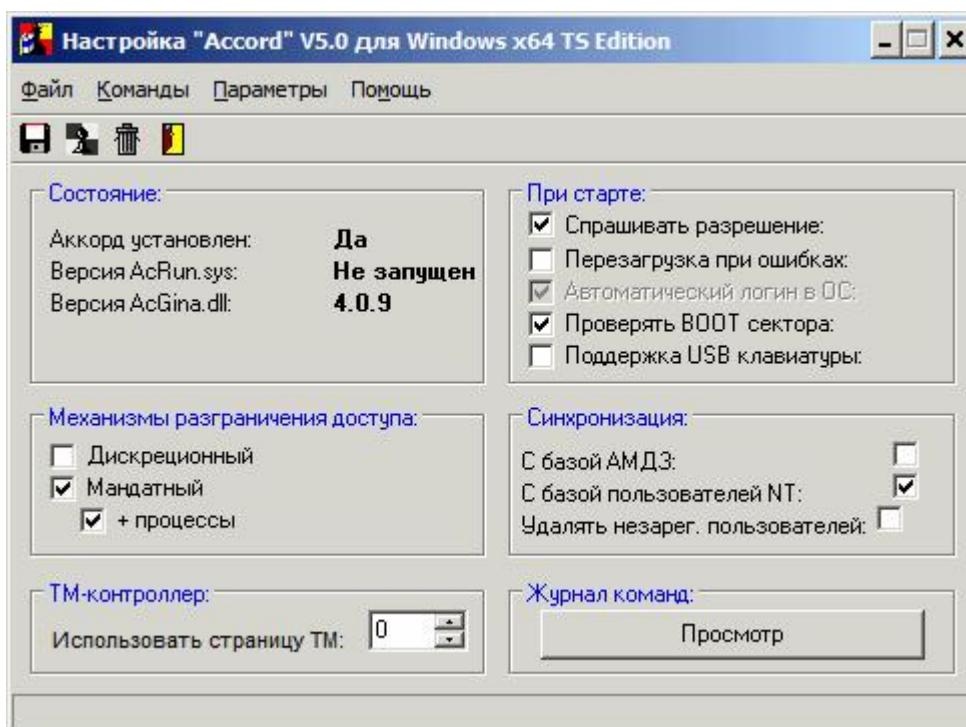 Настройка "Accord" V5.0 для Windows x64 TS Edition
Файл Команды Параметры Помощь
Состояние:
Аккорд установлен: Да
Версия AcRun.sys: Не запущен
Версия AcGina.dll: 4.0.9
При старте:
Спрашивать разрешение:
Перезагрузка при ошибках:
Автоматический логин в ОС:
Проверять BOOT сектора:
Поддержка USB клавиатуры:
Механизмы разграничения доступа:
Дискреционный
Мандатный
+ процессы
Синхронизация:
С базой АМДЗ:
С базой пользователей NT:
Удалять незарег. пользователей:
ТМ-контроллер:
Использовать страницу ТМ: 0
Журнал команд:
Просмотр